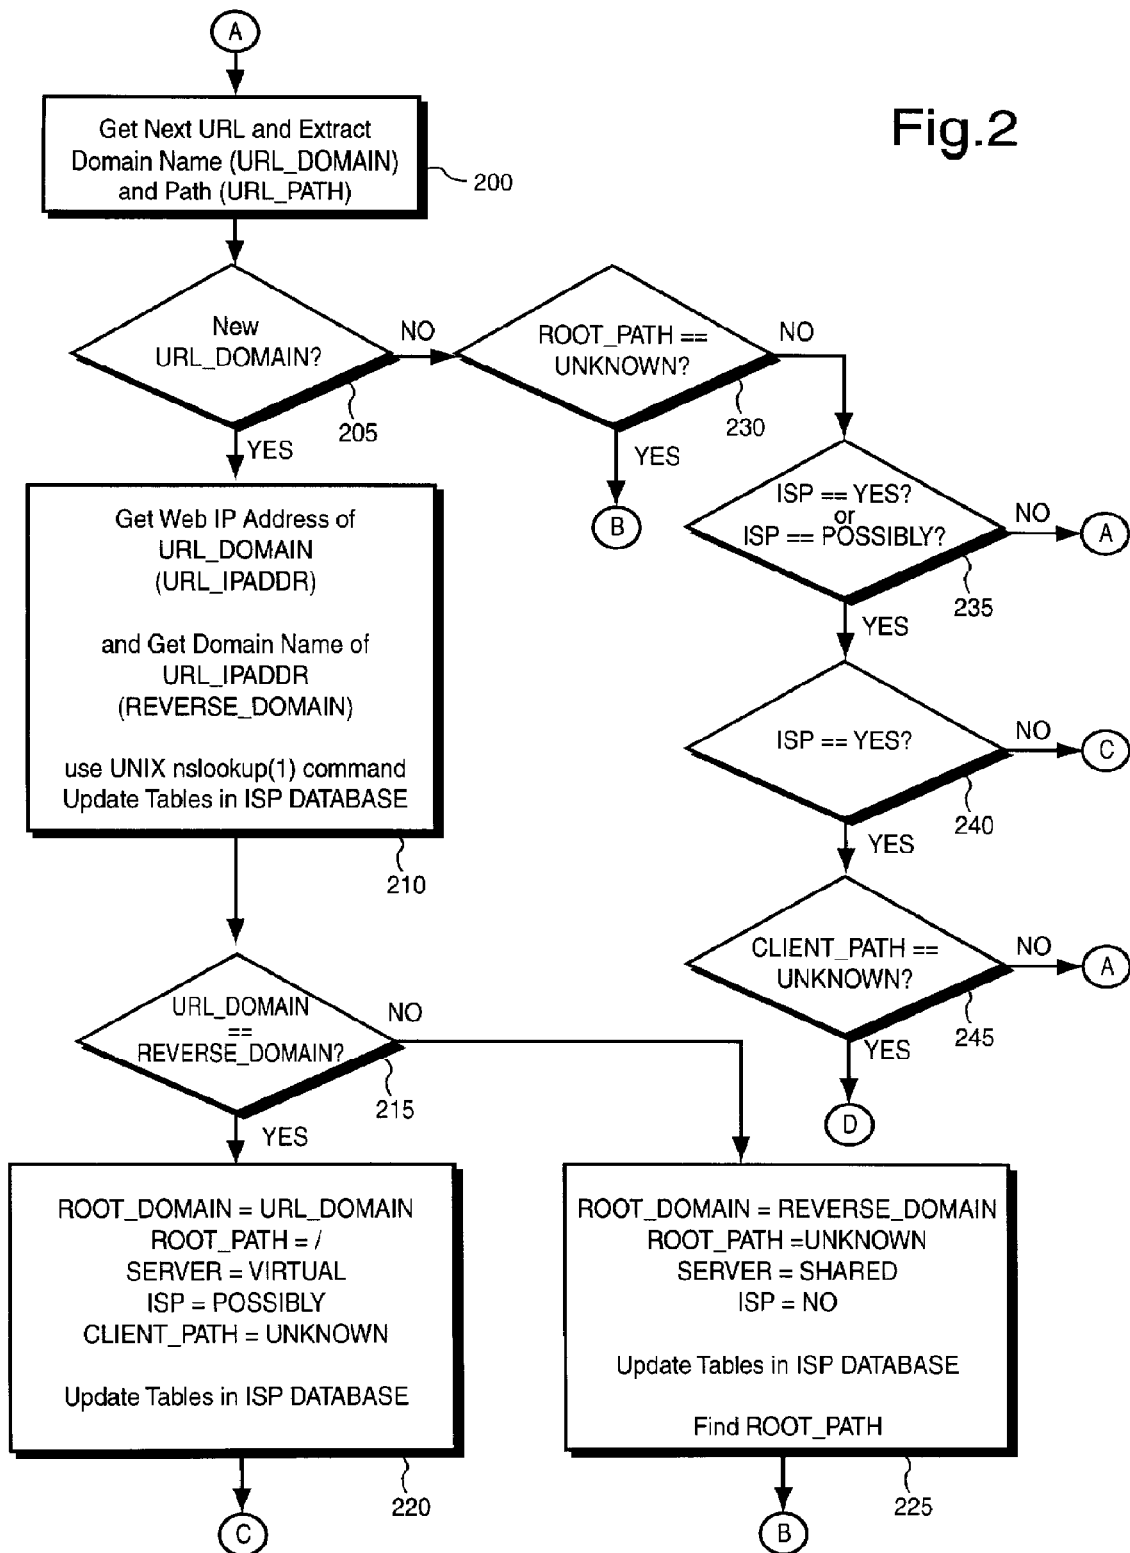 A
Fig.2
Get Next URL and Extract
Domain Name (URL_DOMAIN)
and Path (URL_PATH)
200
New
URL_DOMAIN?
NO
205
YES
ROOT_PATH ==
UNKNOWN?
NO
230
YES
B
ISP == YES?
or
ISP == POSSIBLY?
NO
A
235
YES
Get Web IP Address of
URL_DOMAIN
(URL_IPADDR)
and Get Domain Name of
URL_IPADDR
(REVERSE_DOMAIN)
use UNIX nslookup(1) command
Update Tables in ISP DATABASE
210
ISP == YES?
NO
C
240
YES
CLIENT_PATH ==
UNKNOWN?
NO
A
245
YES
D
URL_DOMAIN
==
REVERSE_DOMAIN?
NO
215
YES
ROOT_DOMAIN = URL_DOMAIN
ROOT_PATH = /
SERVER = VIRTUAL
ISP = POSSIBLY
CLIENT_PATH = UNKNOWN
Update Tables in ISP DATABASE
220
C
ROOT_DOMAIN = REVERSE_DOMAIN
ROOT_PATH =UNKNOWN
SERVER = SHARED
ISP = NO
Update Tables in ISP DATABASE
Find ROOT_PATH
225
B